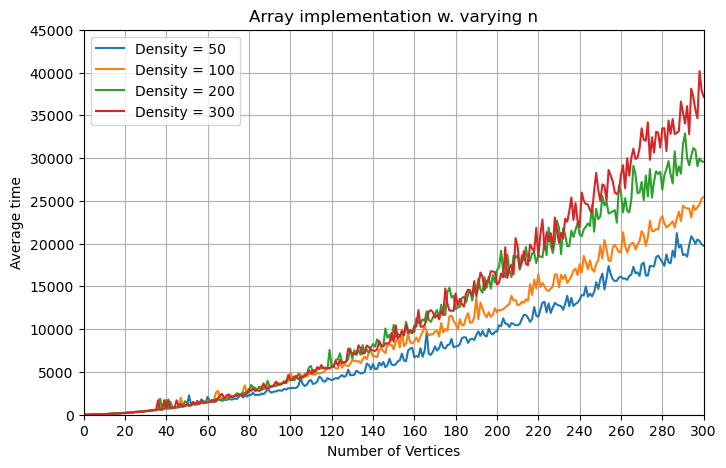 Array implementation w. varying n
45000
40000
35000
30000
25000
20000
15000
10000
5000
0
Average time
Density = 50
Density = 100
Density = 200
Density = 300
0 20 40 60 80 100 120 140 160 180 200 220 240 260 280 300
Number of Vertices